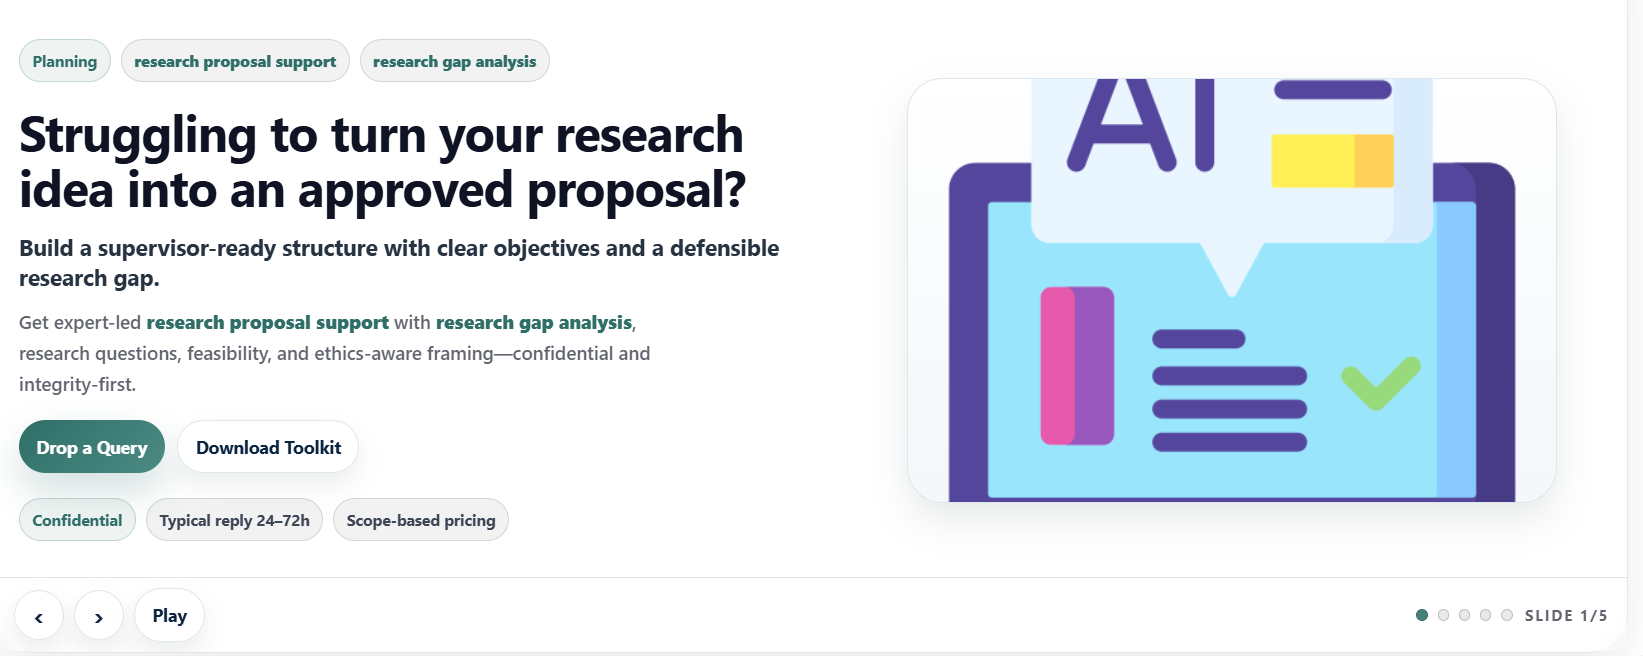 Planning
research proposal support
research gap analysis
Struggling to turn your research
idea into an approved proposal?
Build a supervisor-ready structure with clear objectives and a defensible
research gap.
Get expert-led research proposal support with research gap analysis,
research questions, feasibility, and ethics-aware framing—confidential and
integrity-first.
Drop a Query
Download Toolkit
Confidential
Typical reply 24–72h
Scope-based pricing
AI
‹
›
Play
SLIDE 1/5